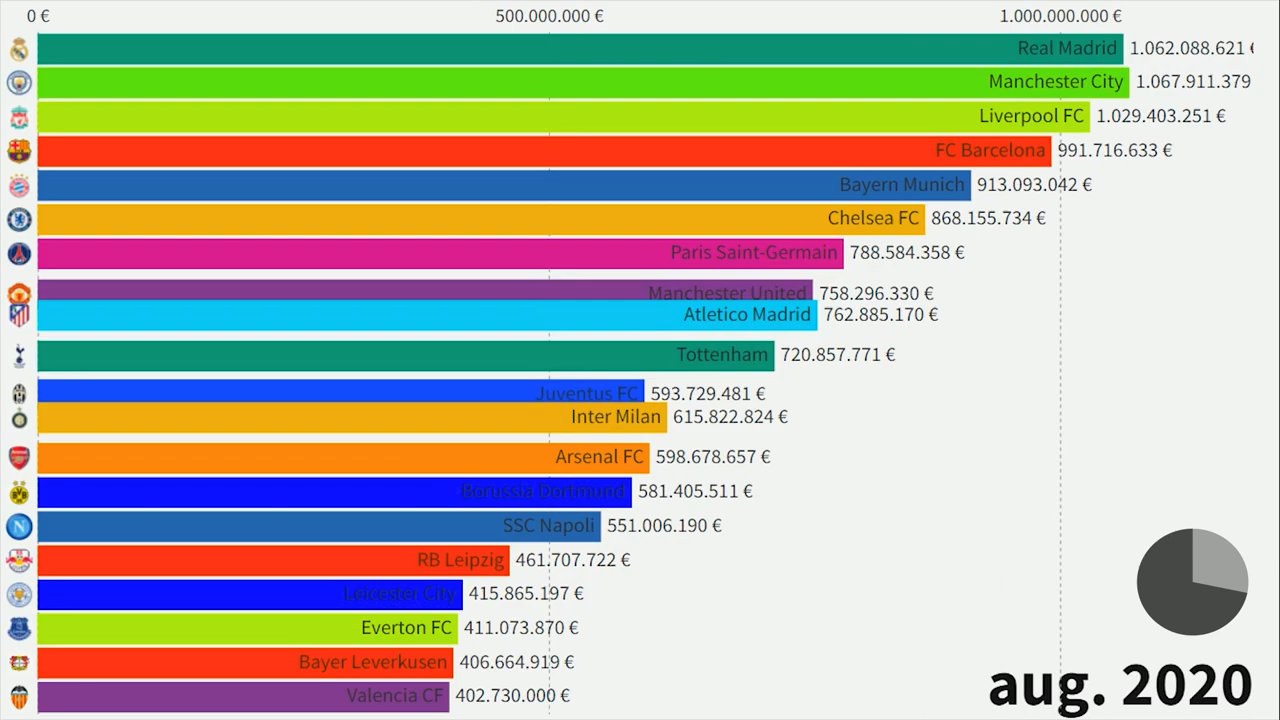 0 € 500.000.000 € 1.000.000.000 €
Real Madrid 1.062.088.621 €
Manchester City 1.067.911.379
Liverpool FC 1.029.403.251 €
FC Barcelona 991.716.633 €
Bayern Munich 913.093.042 €
Chelsea FC 868.155.734 €
Paris Saint-Germain 788.584.358 €
Manchester United 758.296.330 €
Atletico Madrid 762.885.170 €
Tottenham 720.857.771 €
Juventus FC 593.729.481 €
Inter Milan 615.822.824 €
Arsenal FC 598.678.657 €
Borussia Dortmund 581.405.511 €
SSC Napoli 551.006.190 €
RB Leipzig 461.707.722 €
Leicester City 415.865.197 €
Everton FC 411.073.870 €
Bayer Leverkusen 406.664.919 €
Valencia CF 402.730.000 €
aug. 2020